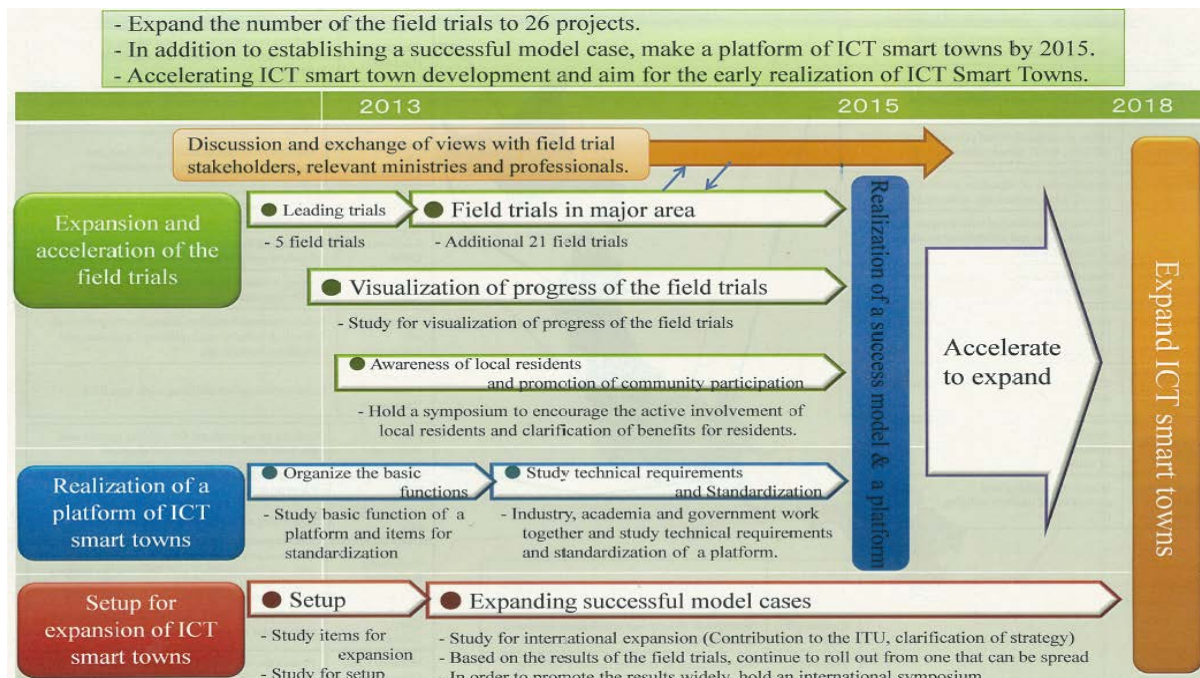 - Expand the number of the field trials to 26 projects.
- In addition to establishing a successful model case, make a platform of ICT smart towns by 2015.
- Accelerating ICT smart town development and aim for the early realization of ICT Smart Towns.
2013
2015
2018
Discussion and exchange of views with field trial
stakeholders, relevant ministries and professionals.
Expansion and
acceleration of the
field trials
Leading trials
- 5 field trials
Field trials in major area
- Additional 21 field trials
Visualization of progress of the field trials
- Study for visualization of progress of the field trials
Awareness of local residents
and promotion of community participation
- Hold a symposium to encourage the active involvement of
local residents and clarification of benefits for residents.
Realization of a
platform of ICT
smart towns
Organize the basic
functions
- Study basic function of a
platform and items for
standardization
Study technical requirements
and Standardization
- Industry, academia and government work
together and study technical requirements
and standardization of a platform.
Realization of a success model & a platform
Accelerate
to expand
Expand ICT smart towns
Setup for
expansion of ICT
smart towns
Setup
- Study items for
expansion
- Study for setup
Expanding successful model cases
- Study for international expansion (Contribution to the ITU, clarification of strategy)
- Based on the results of the field trials, continue to roll out from one that can be spread
- In order to promote the results widely, hold an international symposium